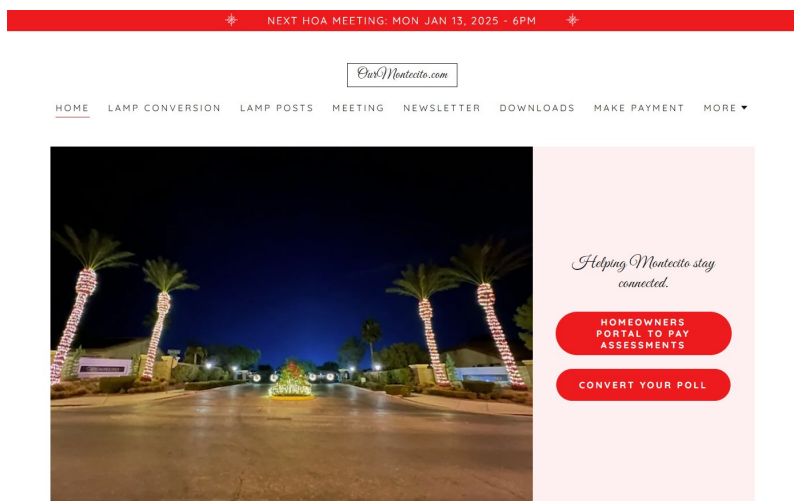 NEXT HOA MEETING: MON JAN 13, 2025 - 6PM
OurMontecito.com
HOME LAMP CONVERSION LAMP POSTS MEETING NEWSLETTER DOWNLOADS MAKE PAYMENT MORE
Helping Montecito stay
connected.
HOMEOWNERS
PORTAL TO PAY
ASSESSMENTS
CONVERT YOUR POLL